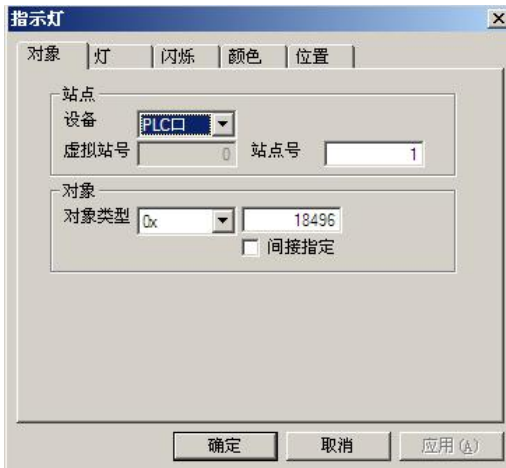 指示灯
对象 灯 闪烁 颜色 位置
站点
设备 PLC口
虚拟站号 0 站点号 1
对象
对象类型 0x 18496
间接指定
确定 取消 应用(A)